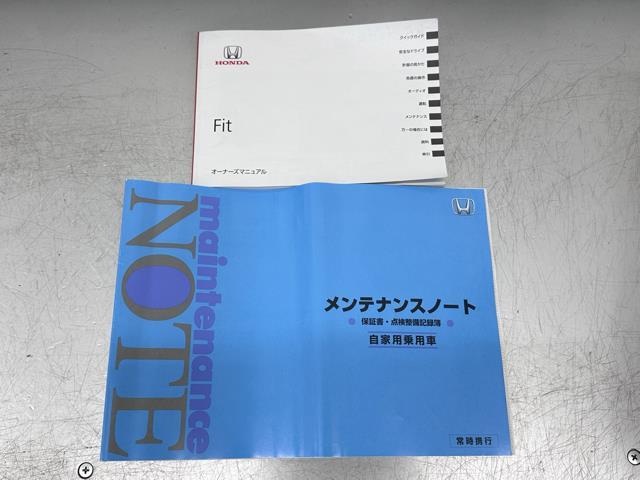 HONDA
Fit
オーナーズマニュアル
クイックガイド
安全なドライブ
計器の見かた
各部の操作
オーディオ
運転
メンテナンス
万一の場合には
資料
索引
maintenance
NOTE
メンテナンスノート
保証書・点検整備記録簿
自家用乗用車
常時携行